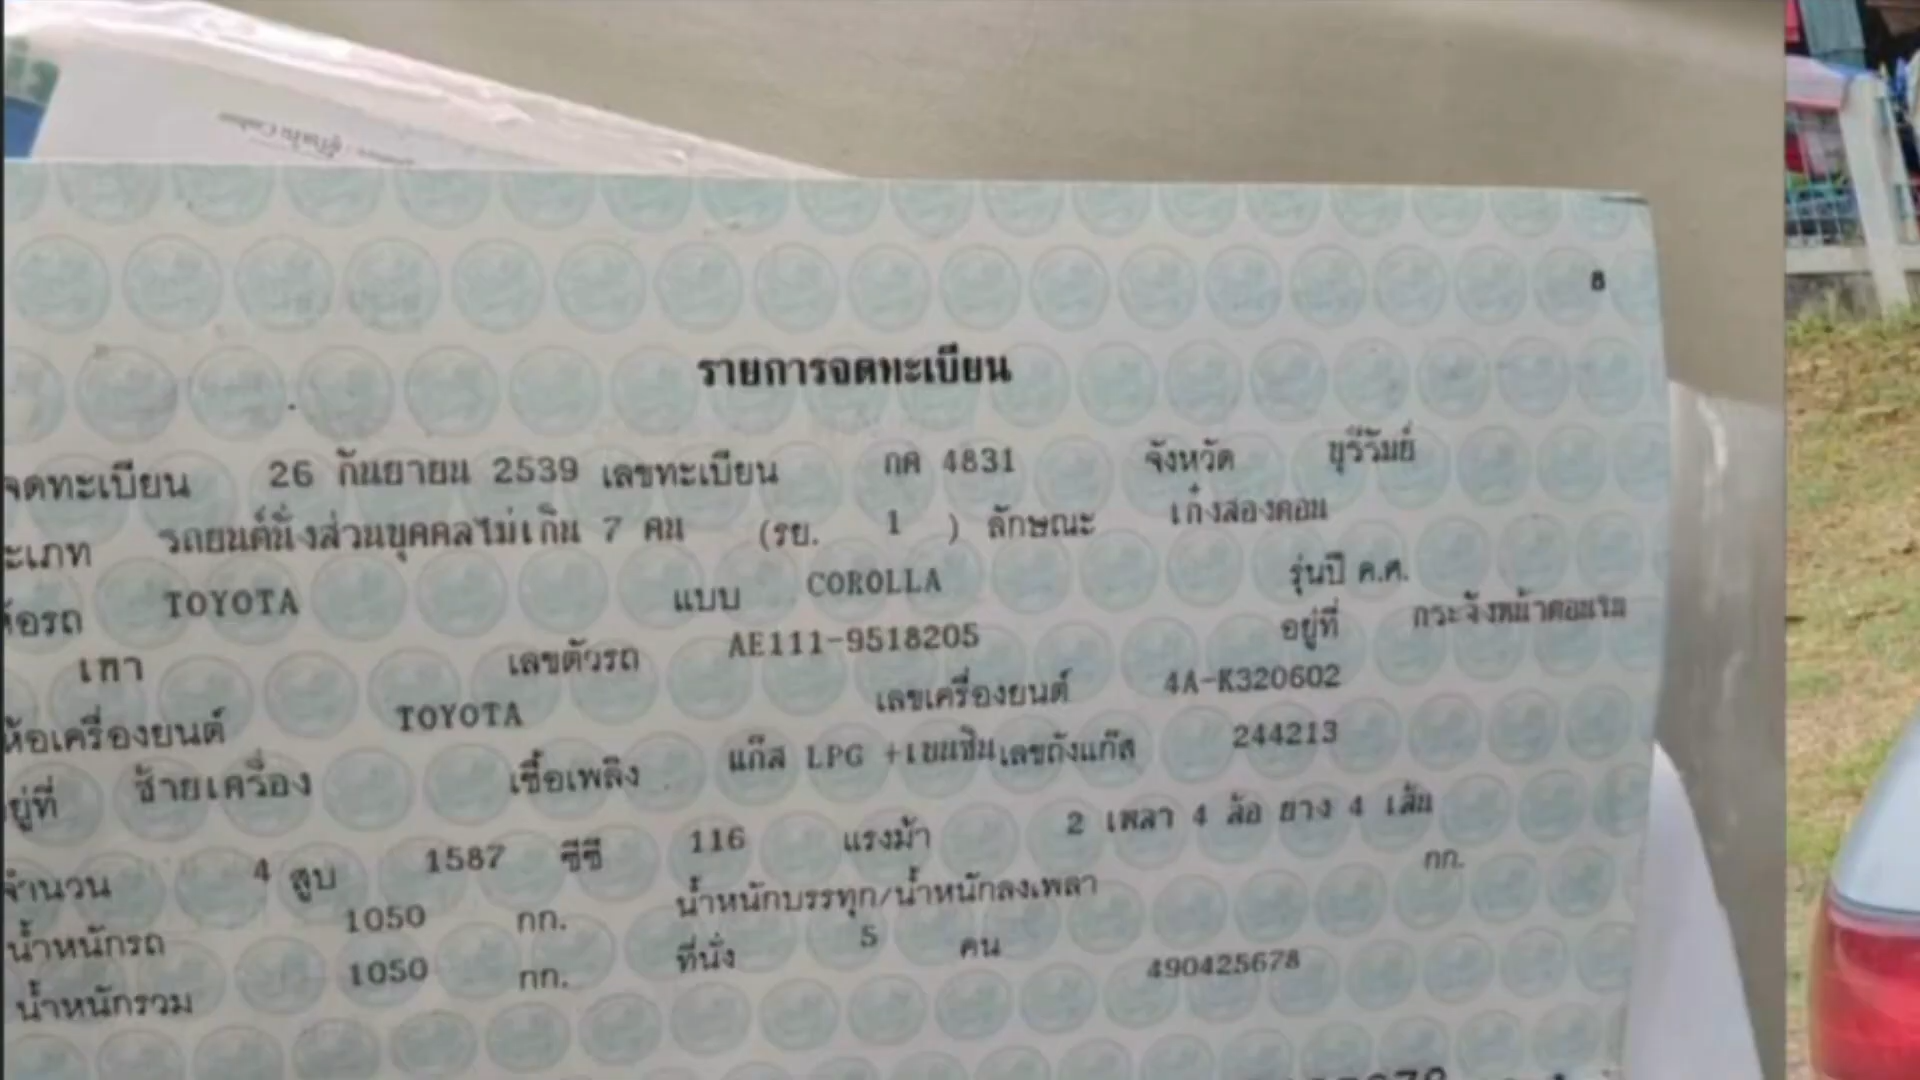 8
รายการจดทะเบียน
จดทะเบียน 26 กันยายน 2539 เลขทะเบียน กค 4831 จังหวัด บุรีรัมย์
ะเภท รถยนต์นั่งส่วนบุคคลไม่เกิน 7 คน (รย. 1 ) ลักษณะ เก๋งสองตอน
TOYOTA แบบ COROLLA รุ่นปี ค.ศ.
เทา เลขตัวรถ AE111-9518205 อยู่ที่ กระจังหน้าตอนใน
ห้อเครื่องยนต์ TOYOTA เลขเครื่องยนต์ 4A-K320602
ยู่ที่ ซ้ายเครื่อง เชื้อเพลิง แก๊ส LPG +เบนซิน เลขถังแก๊ส 244213
จำนวน 4 สูบ 1587 ซีซี 116 แรงม้า 2 เพลา 4 ล้อ ยาง 4 เส้น
น้ำหนักรถ 1050 กก. น้ำหนักบรรทุก/น้ำหนักลงเพลา กก.
น้ำหนักรวม 1050 กก. ที่นั่ง 5 คน 490425678